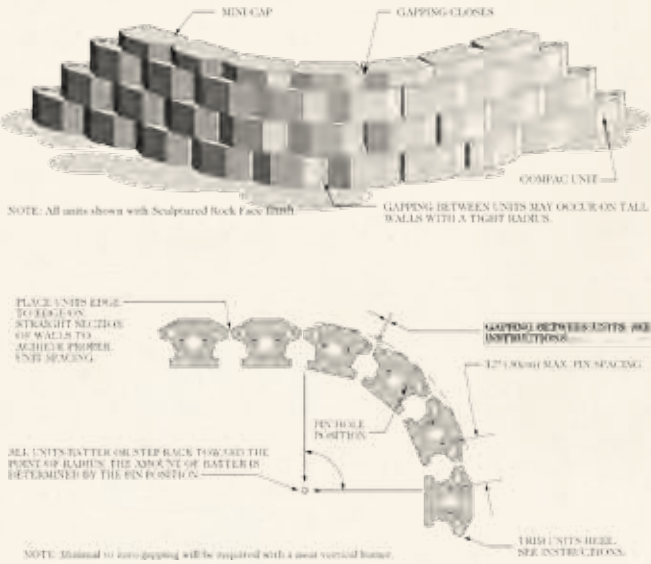 MINI CAP
GAPPING CLOSES
COMPAC UNIT
NOTE: All units shown with Sculptured Rock Face finish.
GAPPING BETWEEN UNITS MAY OCCUR ON TALL
WALLS WITH A TIGHT RADIUS.
PLACE UNITS EDGE
TO EDGE ON
STRAIGHT SECTION
OF WALLS TO
ACHIEVE PROPER
UNIT SPACING
GAPPING BETWEEN UNITS
INSTRUCTIONS
MAX. PIN SPACING
PIN HOLE
POSITION
ALL UNITS BATTER OR STEP BACK TOWARD THE
POINT OF RADIUS. THE AMOUNT OF BATTER IS
DETERMINED BY THE PIN POSITION
TRIM UNITS
SEE INSTRUCTIONS.
NOTE: Minimal to zero gapping will be required with a near vertical batter.